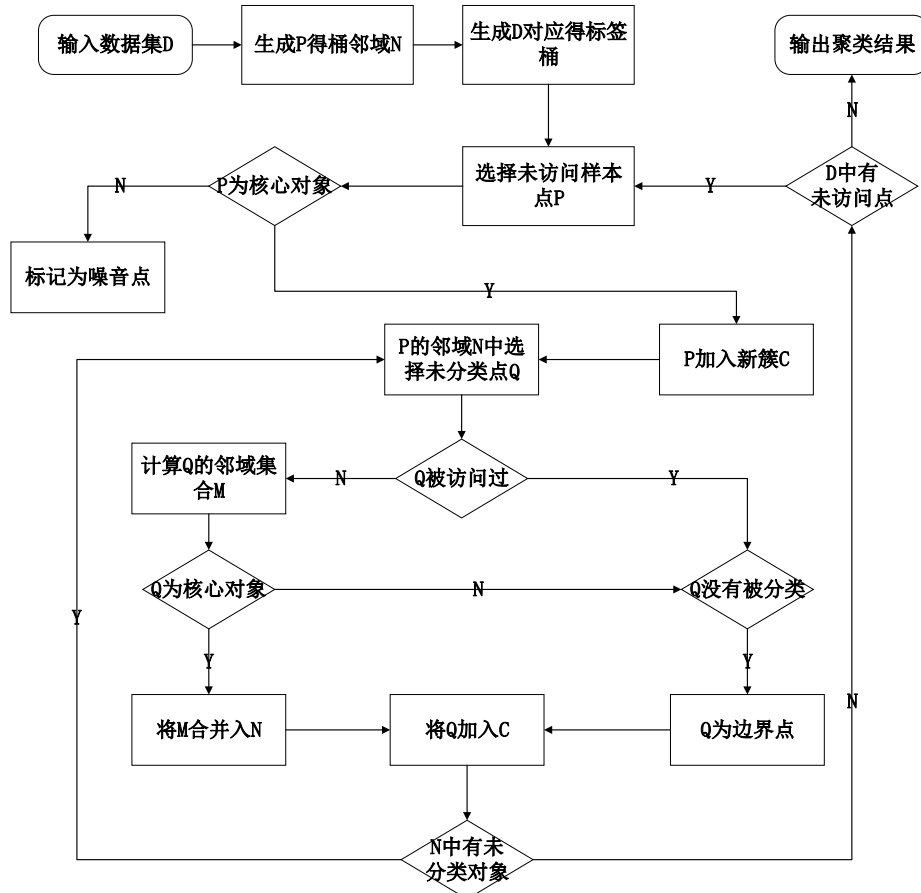 输入数据集D
生成P得桶邻域N
生成D对应得标签
桶
输出聚类结果
N
P为核心对象
N
选择未访问样本
点P
Y
D中有
未访问点
标记为噪音点
Y
P的邻域N中选
择未分类点Q
P加入新簇C
计算Q的邻域集
合M
N
Q被访问过
Y
Q为核心对象
N
Q没有被分类
Y
Y
Y
N
将M合并入N
将Q加入C
Q为边界点
N中有未
分类对象